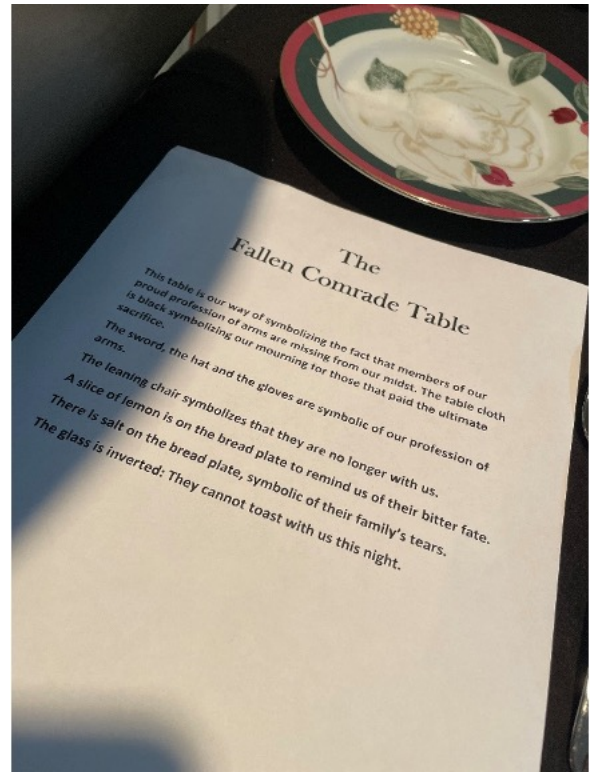 The
Fallen Comrade Table
This table is our way of symbolizing the fact that members of our
proud profession of arms are missing from our midst. The table cloth
is black symbolizing our mourning for those that paid the ultimate
sacrifice.
The sword, the hat and the gloves are symbolic of our profession of
arms.
The leaning chair symbolizes that they are no longer with us.
A slice of lemon is on the bread plate to remind us of their bitter fate.
There is salt on the bread plate, symbolic of their family's tears.
The glass is inverted: They cannot toast with us this night.